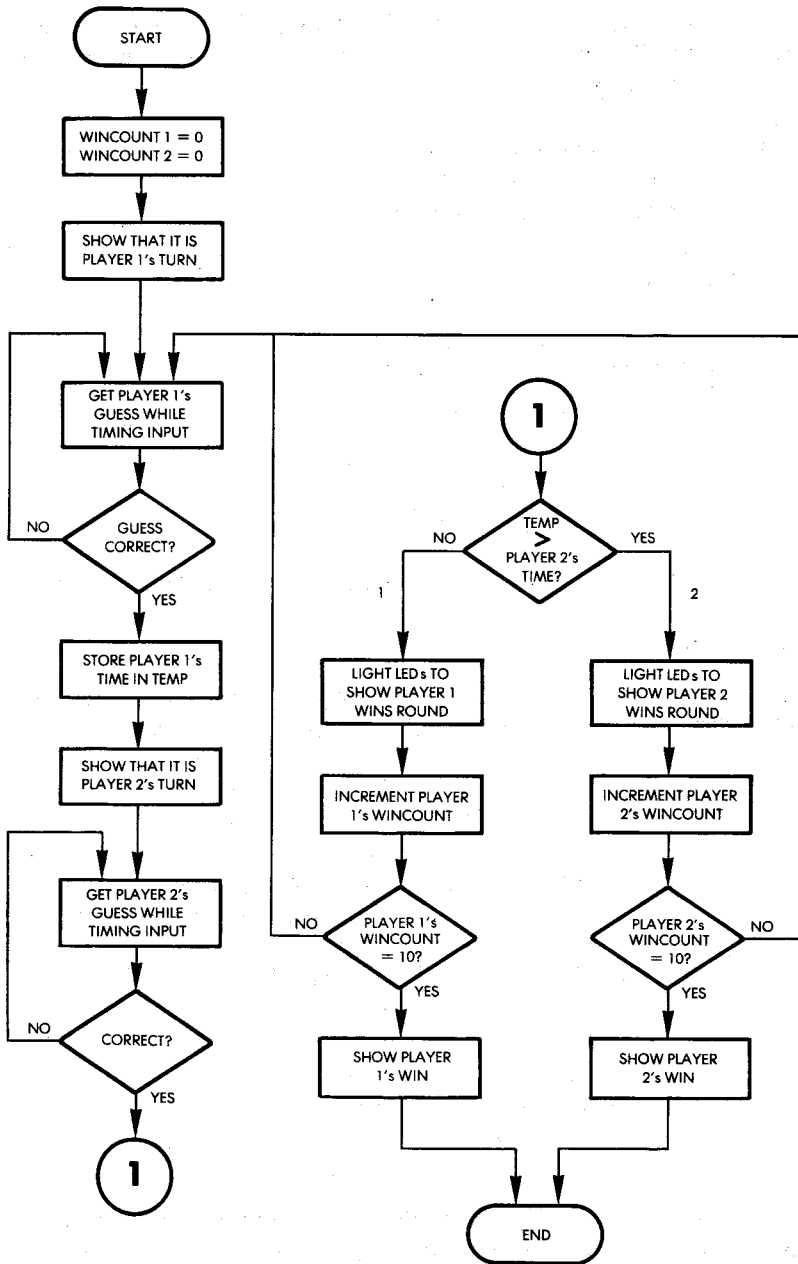 START
WINCOUNT 1 = 0
WINCOUNT 2 = 0
SHOW THAT IT IS
PLAYER 1's TURN
GET PLAYER 1's
GUESS WHILE
TIMING INPUT
NO
GUESS
CORRECT?
YES
STORE PLAYER 1's
TIME IN TEMP
SHOW THAT IT IS
PLAYER 2's TURN
GET PLAYER 2's
GUESS WHILE
TIMING INPUT
NO
CORRECT?
YES
1
1
NO
TEMP
>
PLAYER 2's
TIME?
YES
1
2
LIGHT LEDs TO
SHOW PLAYER 1
WINS ROUND
INCREMENT PLAYER
1's WINCOUNT
NO
PLAYER 1's
WINCOUNT
= 10?
YES
SHOW PLAYER
1's WIN
LIGHT LEDs TO
SHOW PLAYER 2
WINS ROUND
INCREMENT PLAYER
2's WINCOUNT
PLAYER 2's
WINCOUNT
= 10?
NO
YES
SHOW PLAYER
2's WIN
END